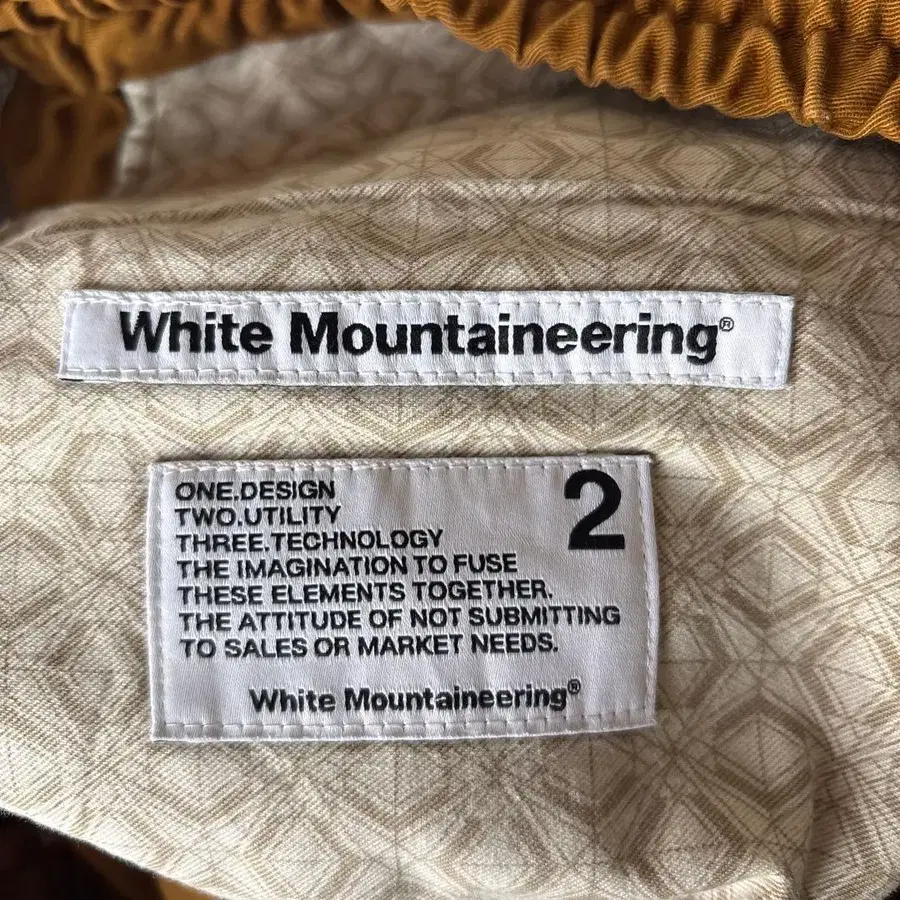 White Mountaineering®
2
ONE.DESIGN
TWO.UTILITY
THREE.TECHNOLOGY
THE IMAGINATION TO FUSE
THESE ELEMENTS TOGETHER.
THE ATTITUDE OF NOT SUBMITTING
TO SALES OR MARKET NEEDS.
White Mountaineering®